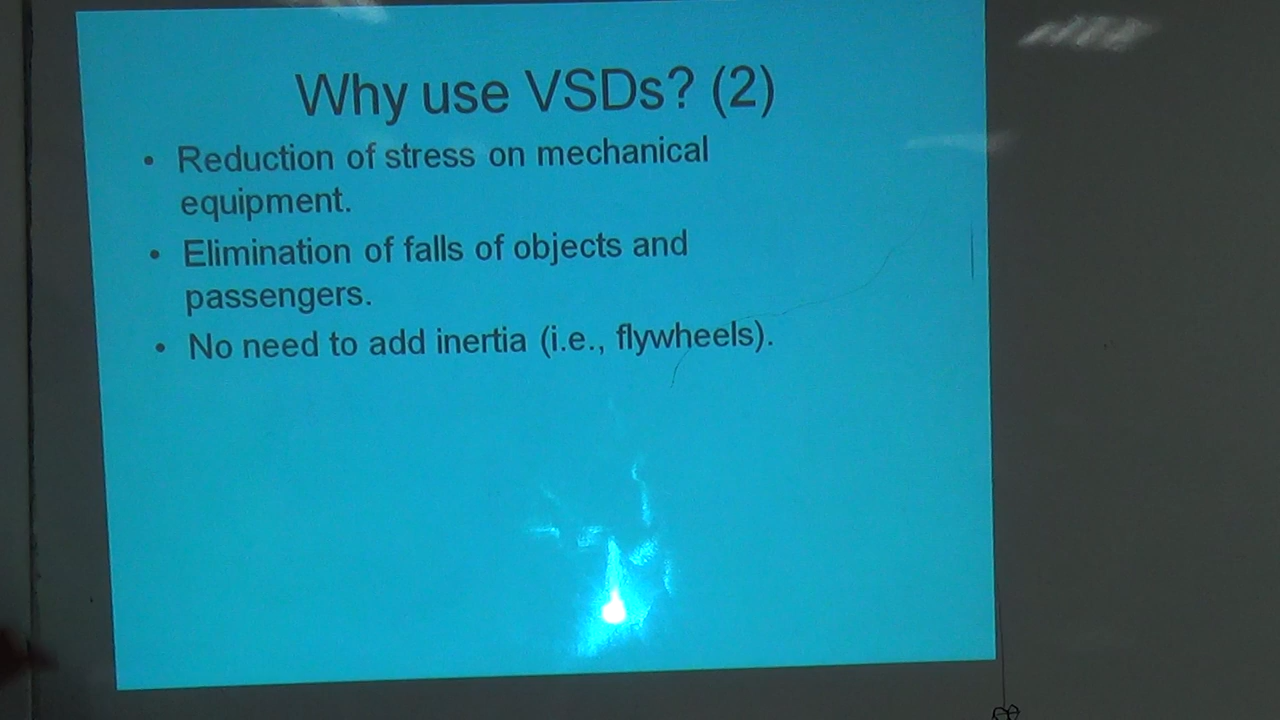 Why use VSDs? (2)
• Reduction of stress on mechanical
equipment.
• Elimination of falls of objects and
passengers.
• No need to add inertia (i.e., flywheels).